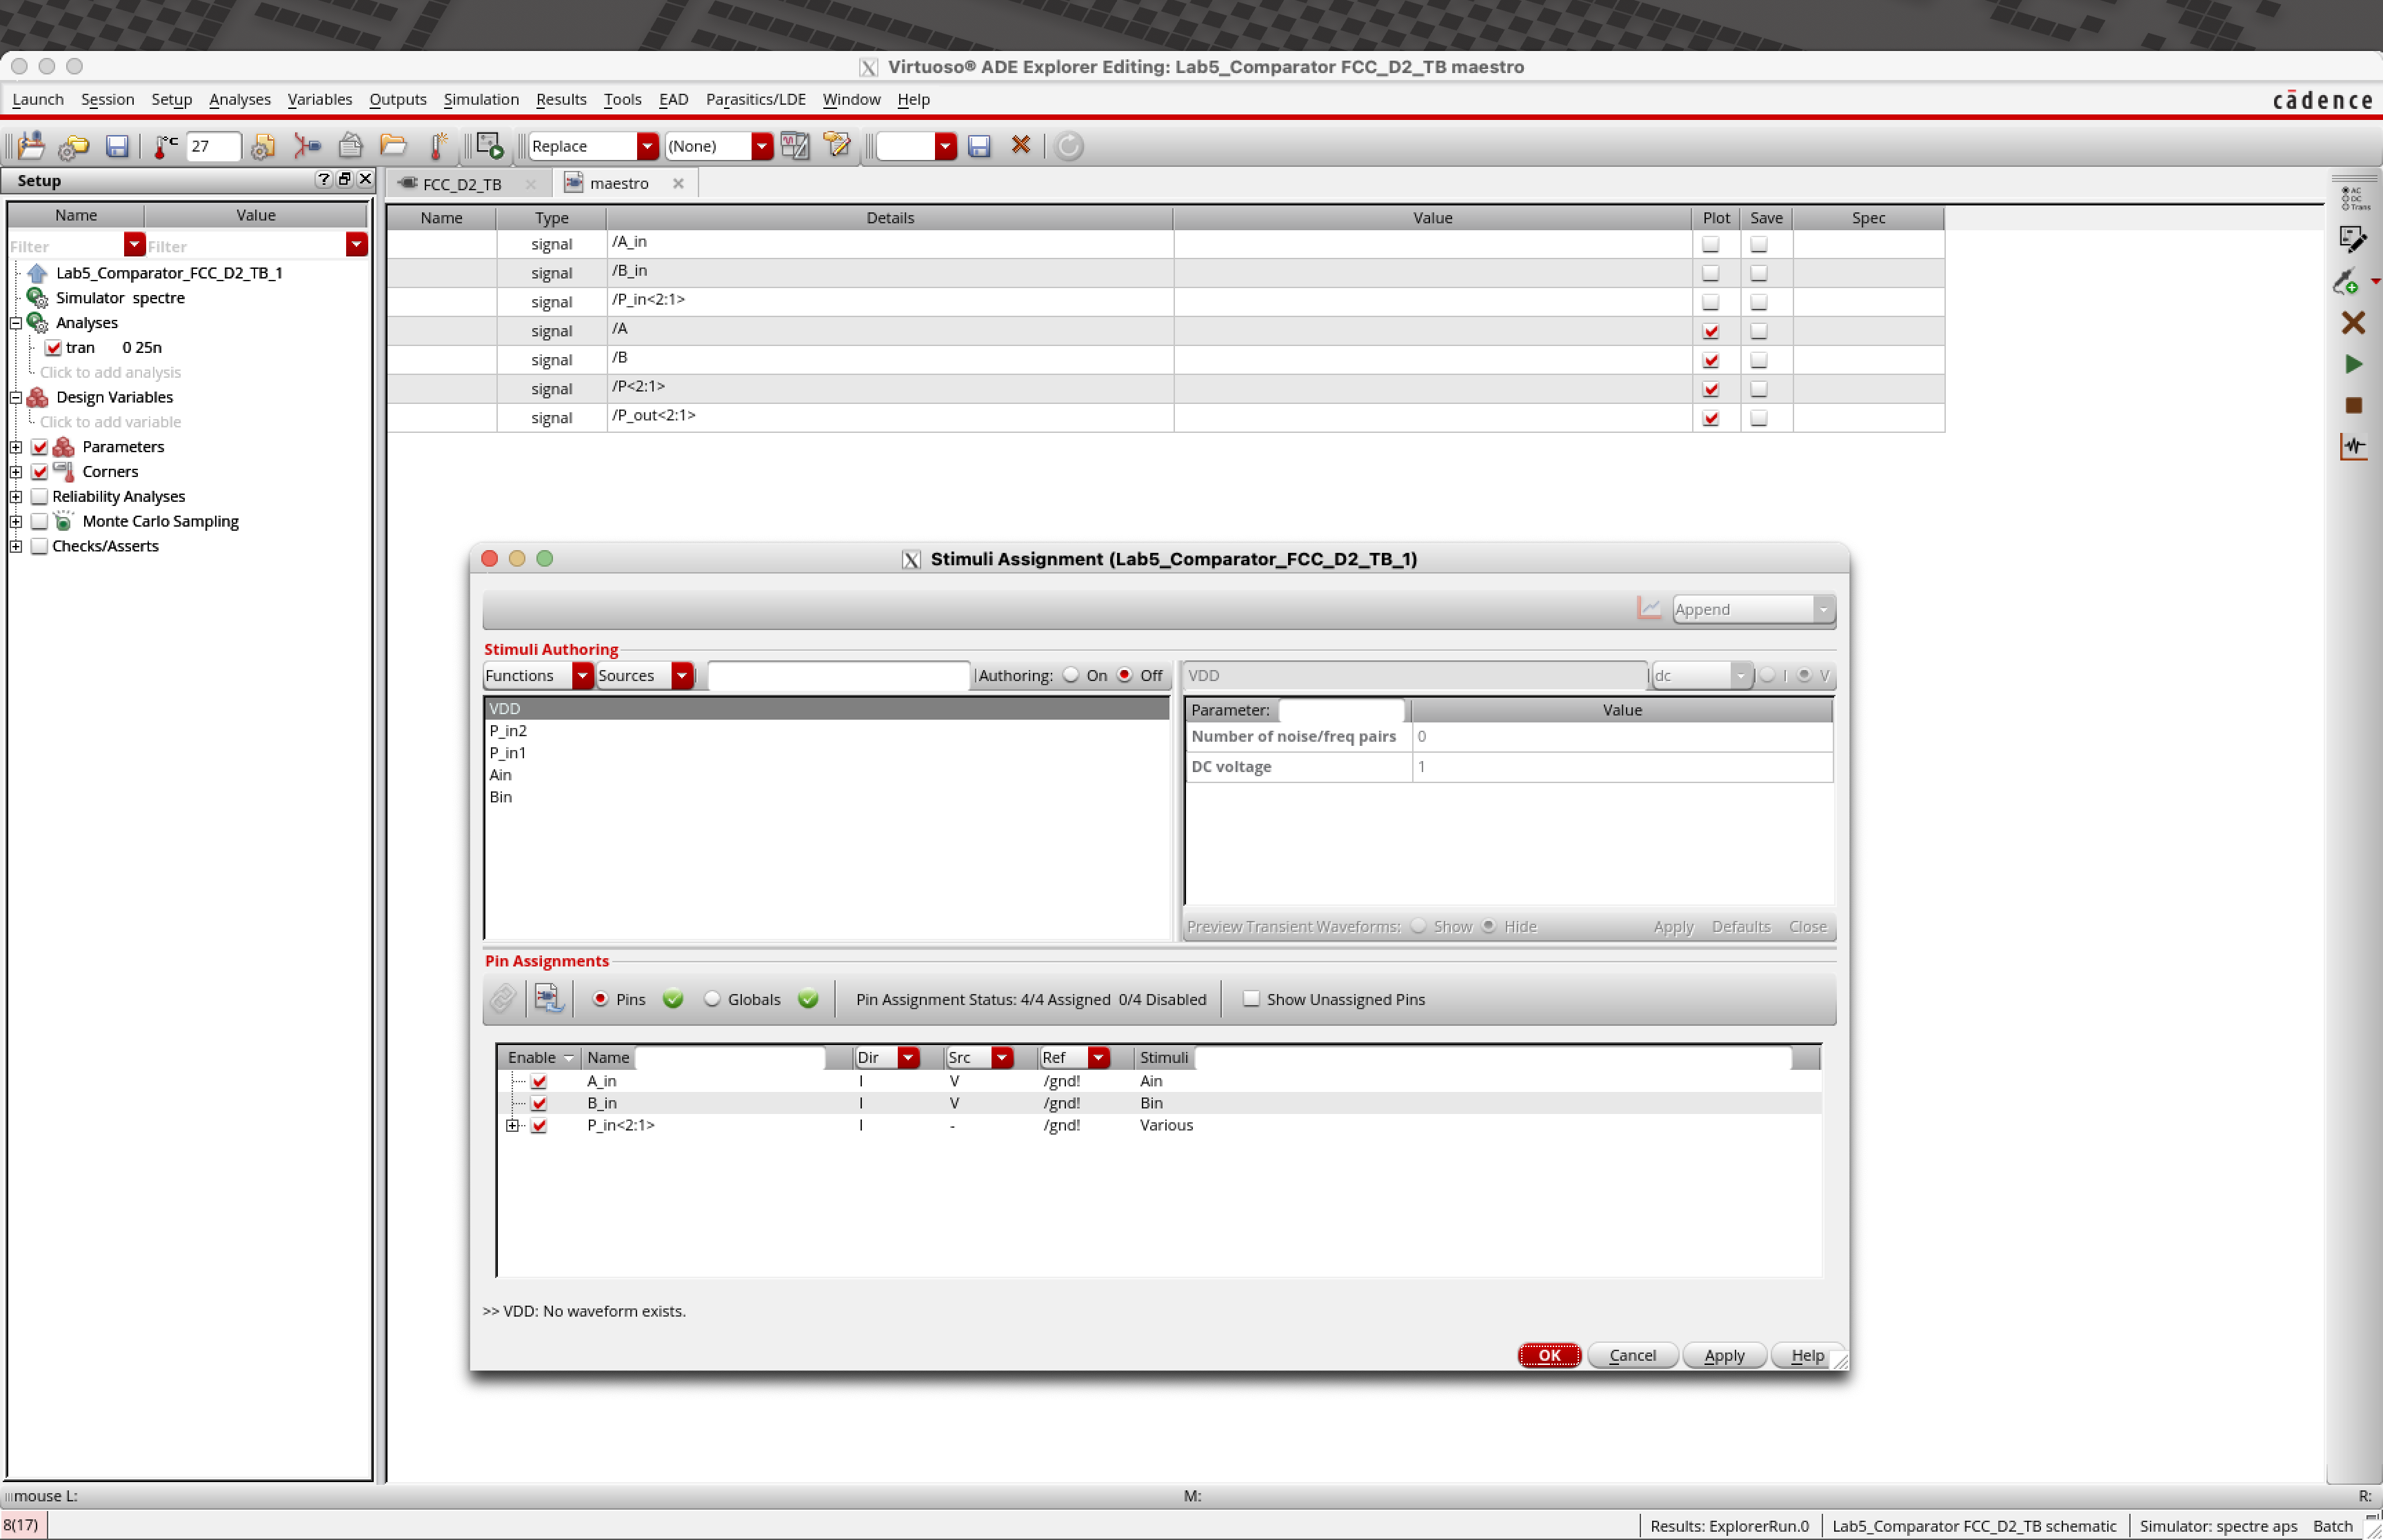 Virtuoso® ADE Explorer Editing: Lab5_Comparator FCC_D2_TB maestro
Launch Session Setup Analyses Variables Outputs Simulation Results Tools EAD Parasitics/LDE Window Help
cādence
°C 27 Replace (None)
AC
DC
Trans
Setup
FCC_D2_TB maestro
Name Value
Filter Filter
Lab5_Comparator_FCC_D2_TB_1
Simulator spectre
Analyses
tran 0 25n
Click to add analysis
Design Variables
Click to add variable
Parameters
Corners
Reliability Analyses
Monte Carlo Sampling
Checks/Asserts
Name Type Details Value Plot Save Spec
signal /A_in
signal /B_in
signal /P_in<2:1>
signal /A
signal /B
signal /P<2:1>
signal /P_out<2:1>
Stimuli Assignment (Lab5_Comparator_FCC_D2_TB_1)
Append
Stimuli Authoring
Functions Sources Authoring: On Off
VDD
P_in2
P_in1
Ain
Bin
VDD dc I V
Parameter: Value
Number of noise/freq pairs 0
DC voltage 1
Preview Transient Waveforms: Show Hide Apply Defaults Close
Pin Assignments
Pins Globals Pin Assignment Status: 4/4 Assigned 0/4 Disabled Show Unassigned Pins
Enable Name Dir Src Ref Stimuli
A_in I V /gnd! Ain
B_in I V /gnd! Bin
P_in<2:1> I - /gnd! Various
>> VDD: No waveform exists.
OK Cancel Apply Help
mouse L: M: R:
8(17)
Results: ExplorerRun.0 Lab5_Comparator FCC_D2_TB schematic Simulator: spectre aps Batch